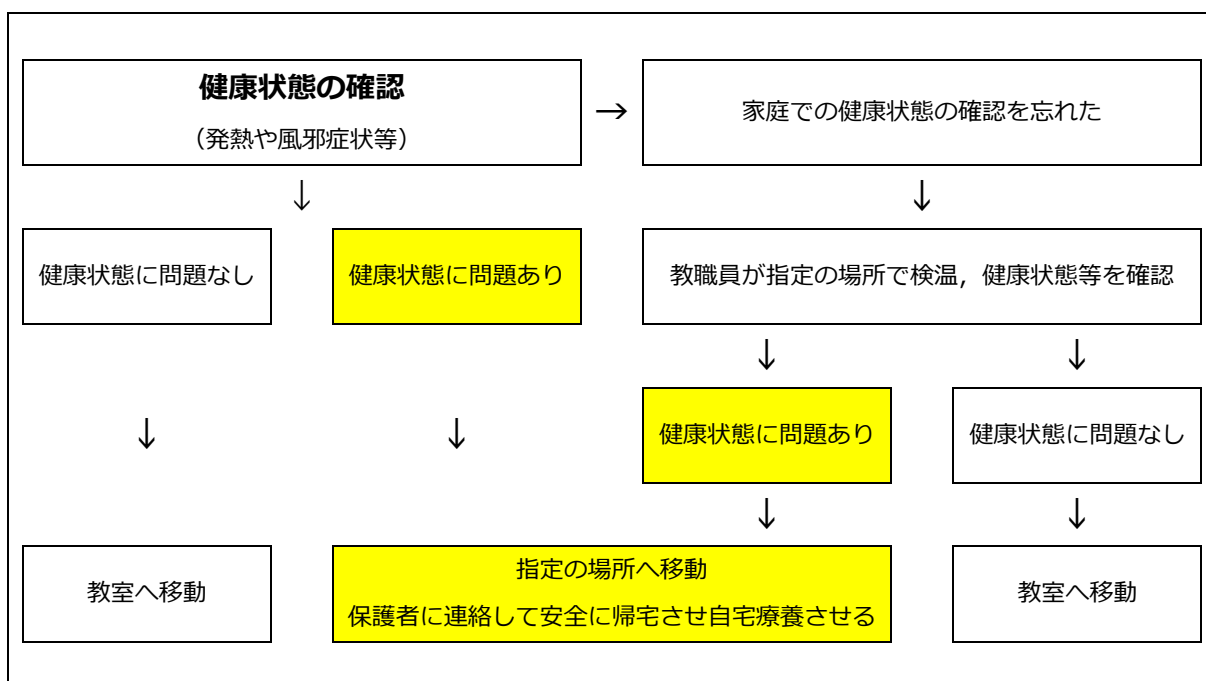 健康状態の確認
（発熱や風邪症状等）
→
家庭での健康状態の確認を忘れた
↓
↓
健康状態に問題なし
健康状態に問題あり
教職員が指定の場所で検温，健康状態等を確認
↓
↓
↓
↓
健康状態に問題あり
健康状態に問題なし
↓
↓
教室へ移動
指定の場所へ移動
保護者に連絡して安全に帰宅させ自宅療養させる
教室へ移動